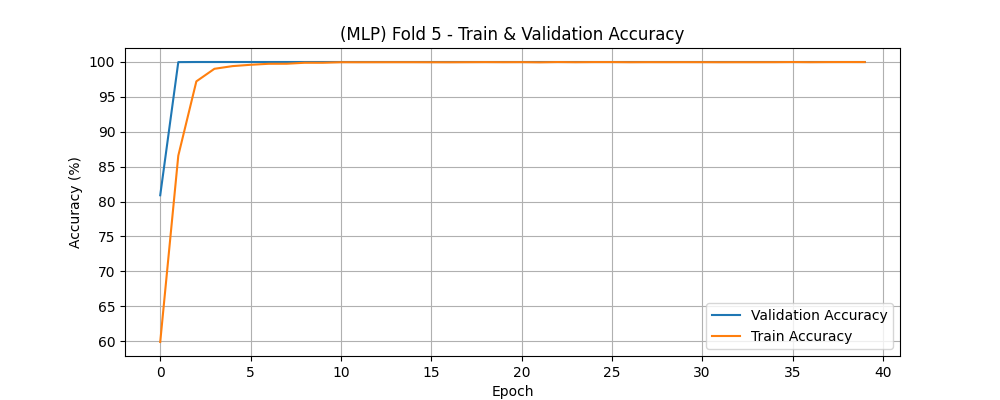 (MLP) Fold 5 - Train & Validation Accuracy
Accuracy (%)
100
95
90
85
80
75
70
65
60
Validation Accuracy
Train Accuracy
0 5 10 15 20 25 30 35 40
Epoch